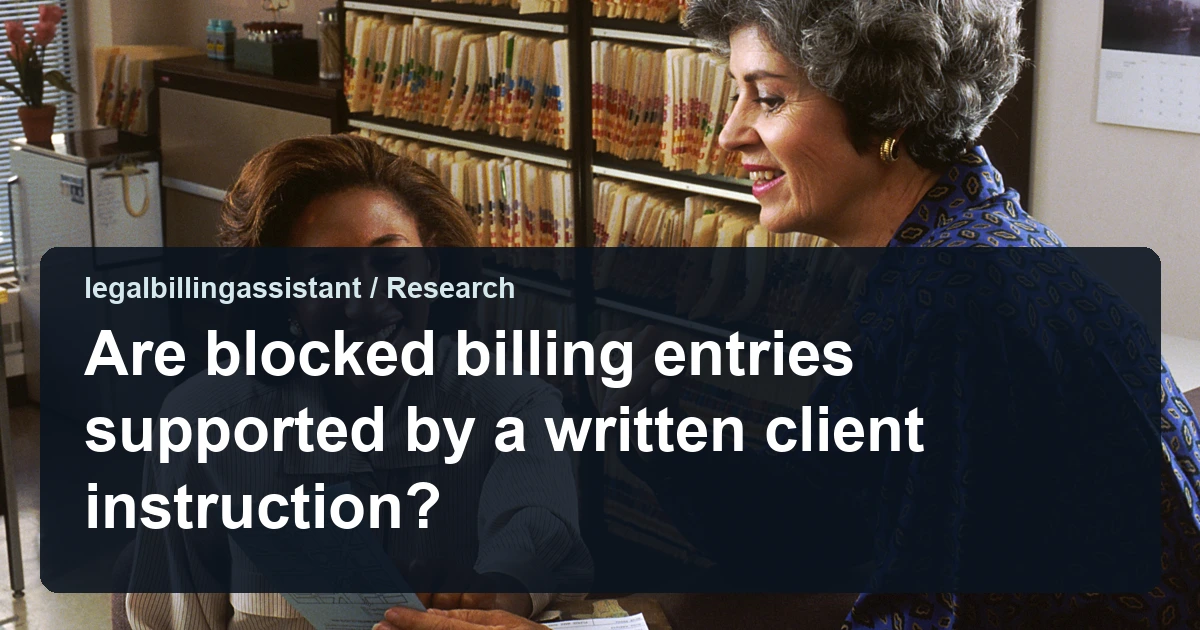 legalbillingassistant / Research
Are blocked billing entries
supported by a written client
instruction?